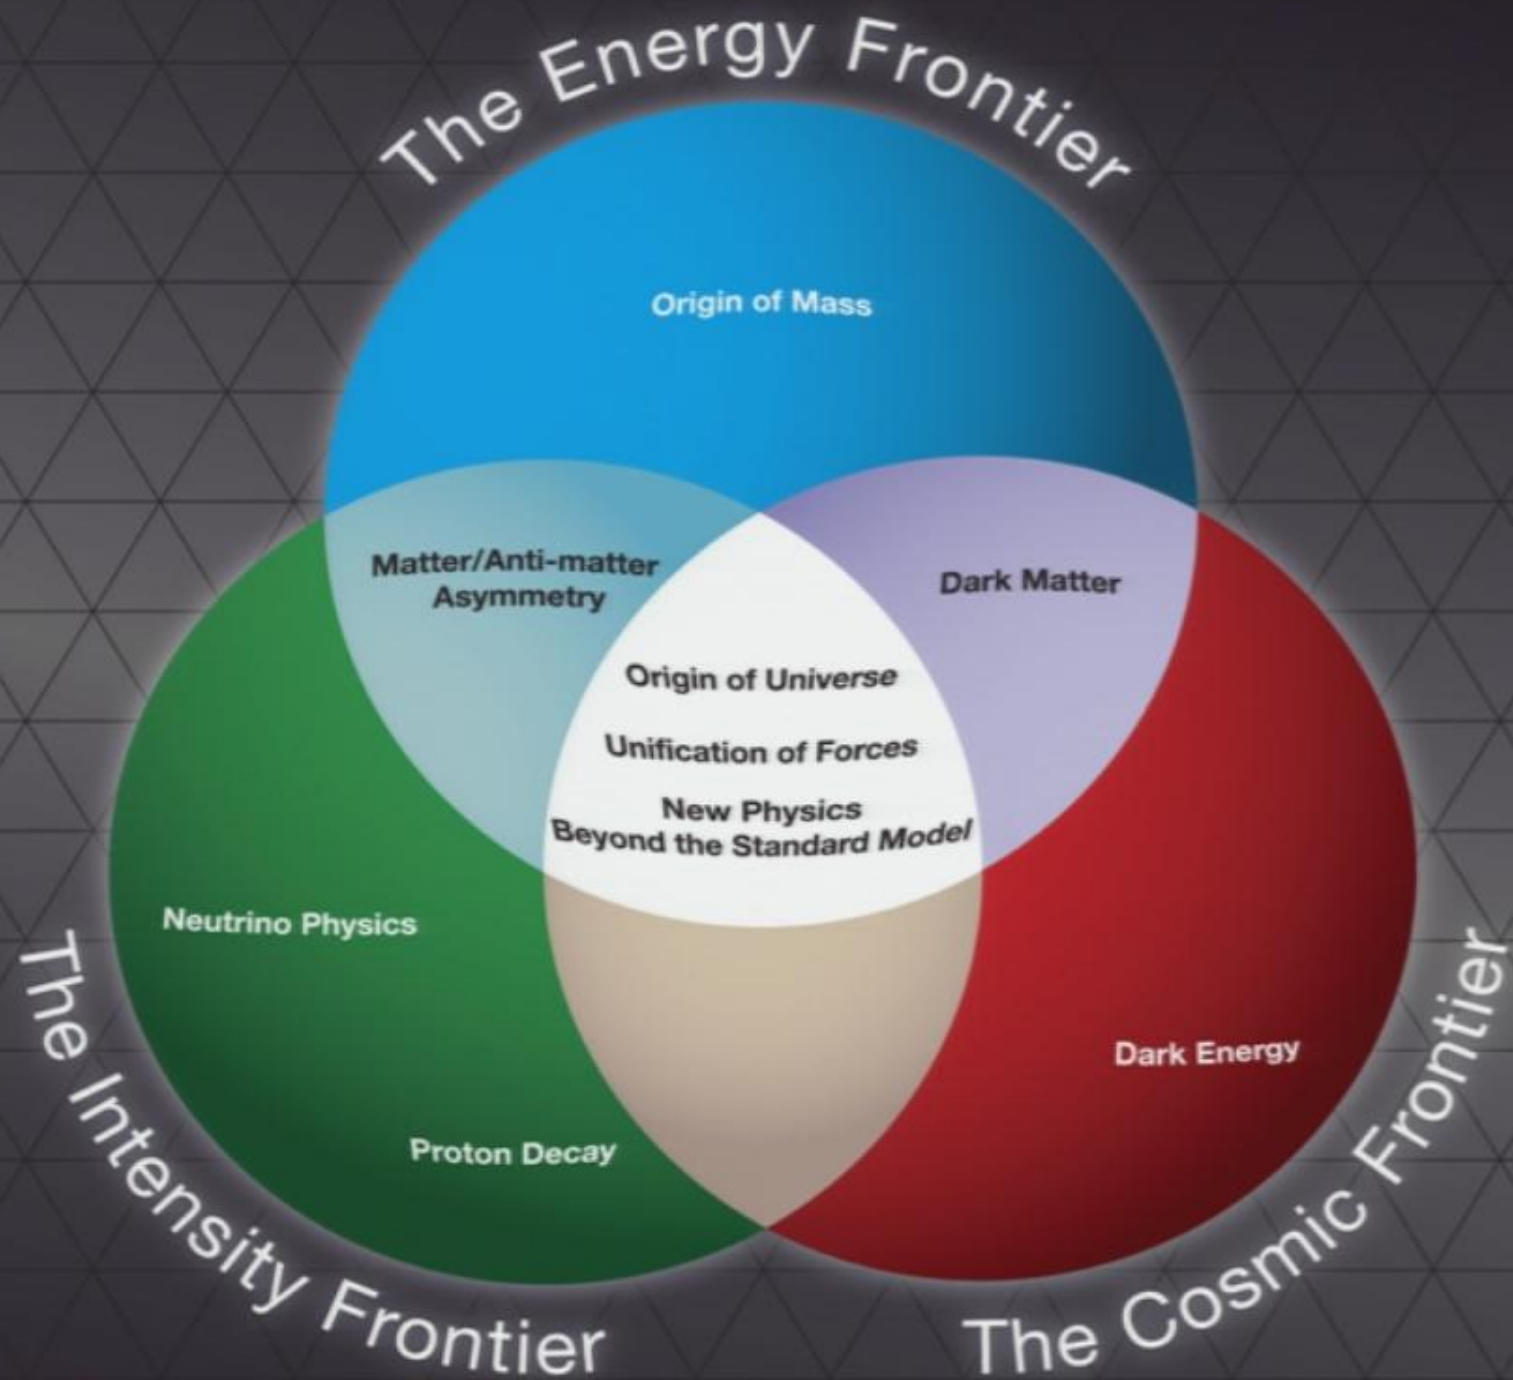 The Energy Frontier
Origin of Mass
Matter/Anti-matter
Asymmetry
Dark Matter
Origin of Universe
Unification of Forces
New Physics
Beyond the Standard Model
Neutrino Physics
Dark Energy
Proton Decay
The Intensity Frontier
The Cosmic Frontier